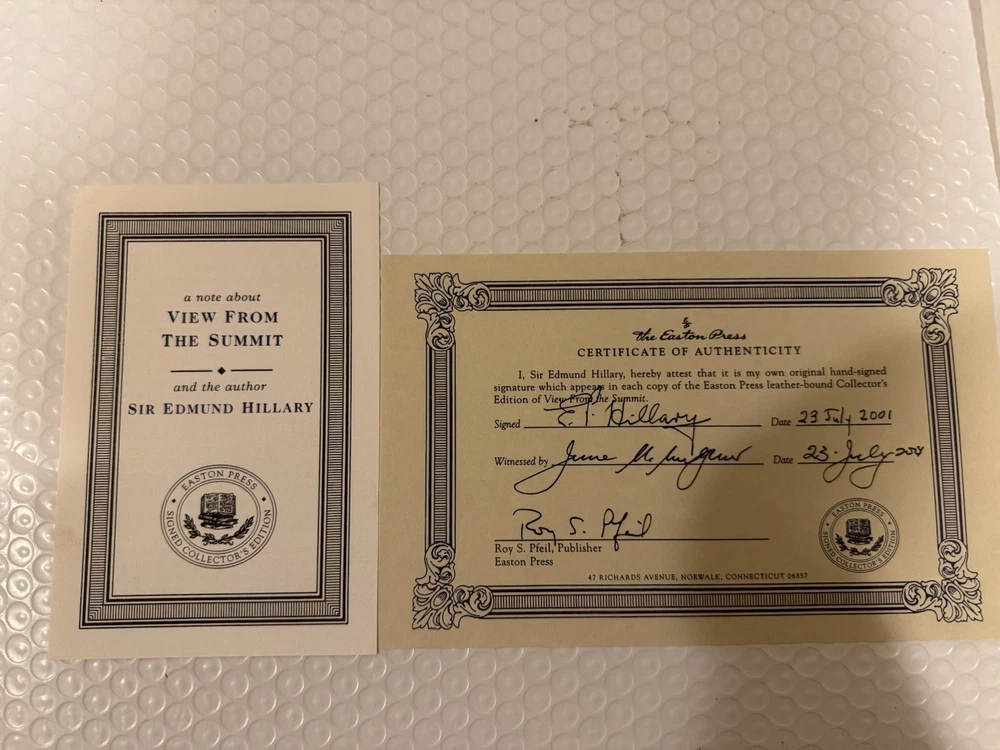 a note about
VIEW FROM
THE SUMMIT
and the author
SIR EDMUND HILLARY
EASTON PRESS
SIGNED COLLECTOR'S EDITION
the Easton Press
CERTIFICATE OF AUTHENTICITY
I, Sir Edmund Hillary, hereby attest that it is my own original hand-signed
signature which appears in each copy of the Easton Press leather-bound Collector's
Edition of View From the Summit.
Signed E. P. Hillary Date 23 July 2001
Witnessed by June Date 23 July 2001
Roy S. Pfeil
Roy S. Pfeil, Publisher
Easton Press
EASTON PRESS
SIGNED COLLECTOR'S EDITION
47 RICHARDS AVENUE, NORWALK, CONNECTICUT 06857